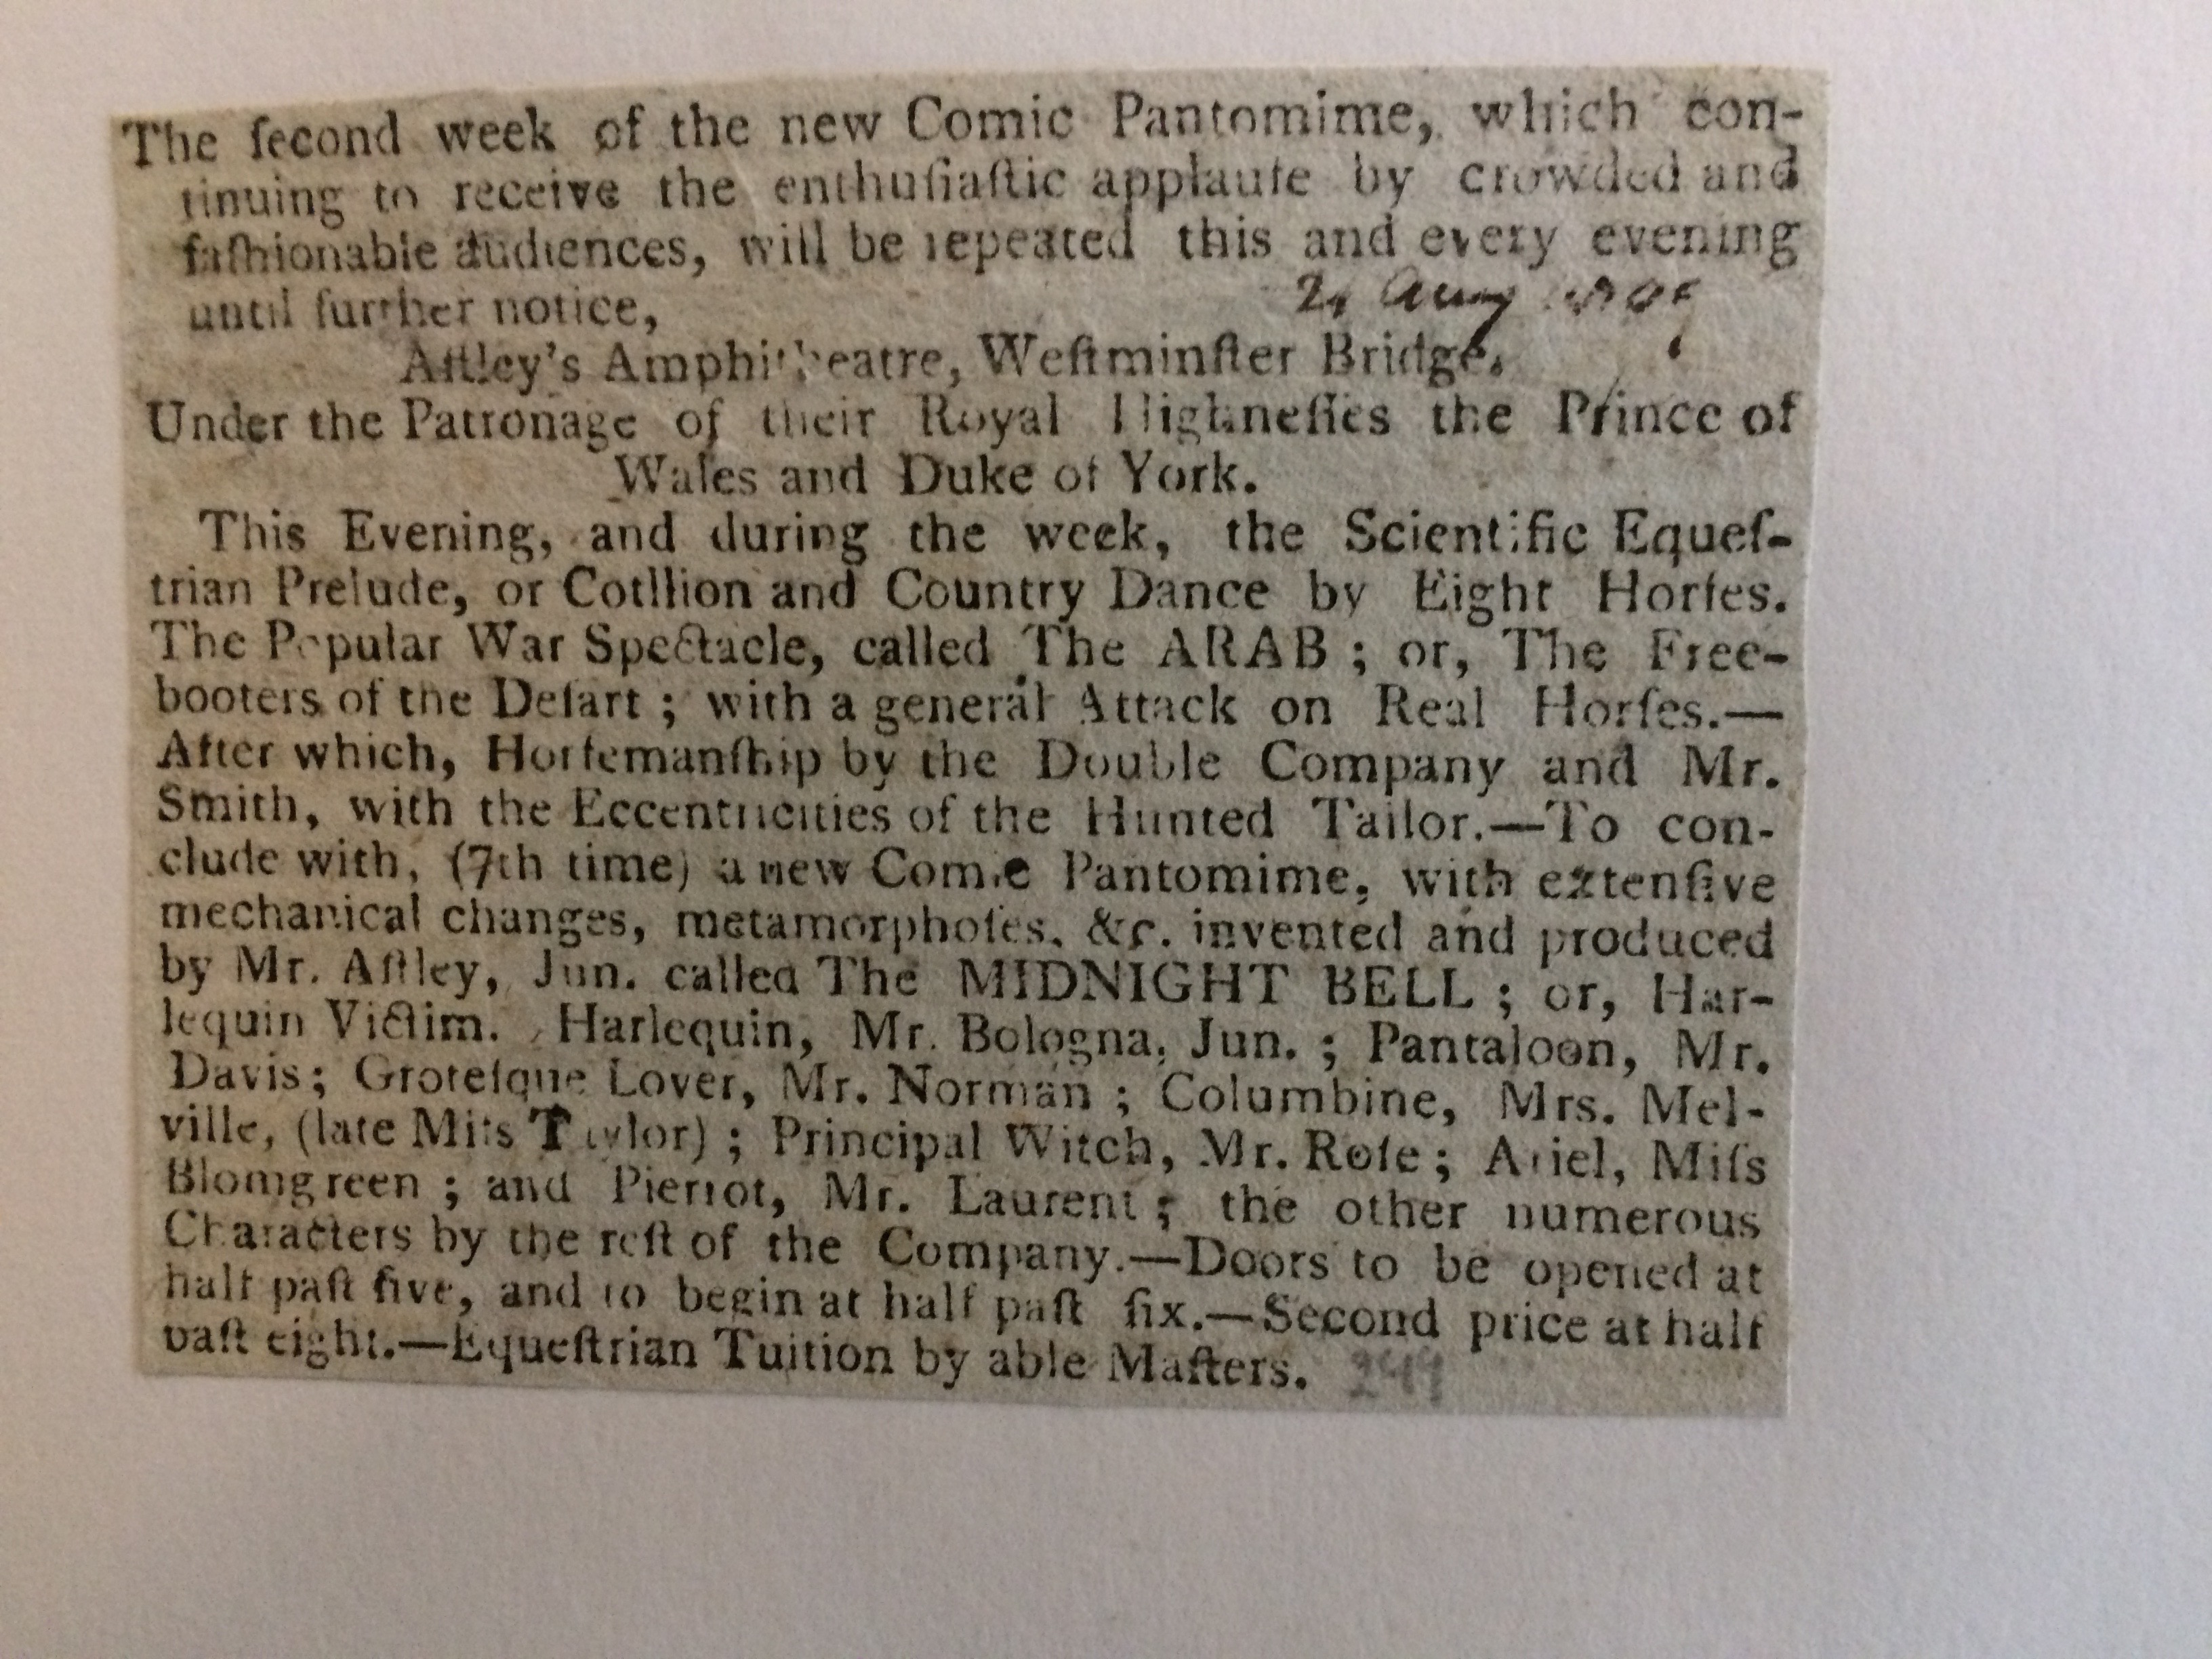 The ſecond week of the new Comic Pantomime, which con-
tinuing to receive the enthuſiaſtic applauſe by crowded and
faſhionable audiences, will be repeated this and every evening
until further notice,
2 Aug
Aſtley's Amphitheatre, Weſtminſter Bridge.
Under the Patronage of their Royal Highneſſes the Prince of
Wales and Duke of York.
This Evening, and during the week, the Scientific Equeſ-
trian Prelude, or Cotllion and Country Dance by Eight Horſes.
The Popular War Spectacle, called The ARAB ; or, The Free-
booters of the Deſart ; with a general Attack on Real Horſes.—
After which, Horſemanſhip by the Double Company and Mr.
Smith, with the Eccentricities of the Hunted Tailor.—To con-
clude with, (7th time) a new Comic Pantomime, with extenſive
mechanical changes, metamorphoſes, &c. invented and produced
by Mr. Aſtley, Jun. called The MIDNIGHT BELL ; or, Har-
lequin Victim. Harlequin, Mr. Bologna, Jun. ; Pantaloon, Mr.
Davis ; Groteſque Lover, Mr. Norman ; Columbine, Mrs. Mel-
ville, (late Miſs Taylor) ; Principal Witch, Mr. Roſe ; Ariel, Miſs
Blomgreen ; and Pierrot, Mr. Laurent ; the other numerous
Characters by the reſt of the Company.—Doors to be opened at
half paſt five, and to begin at half paſt ſix.—Second price at half
paſt eight.—Equeſtrian Tuition by able Maſters. 249